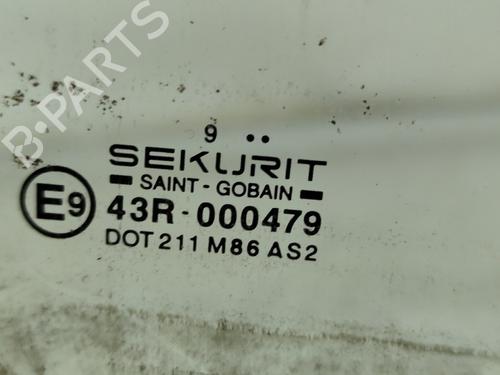 B-PARTS
9 ..
SEKURIT
SAINT-GOBAIN
E9
43R-000479
DOT 211 M86 AS2